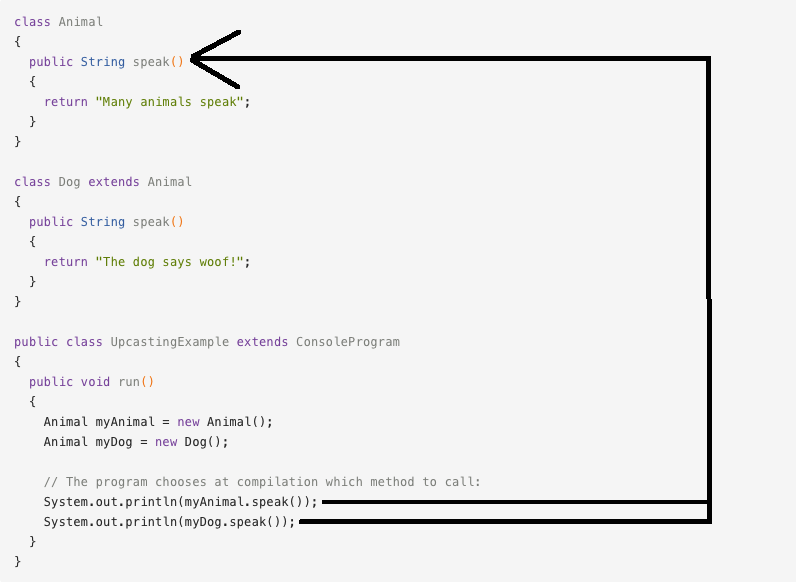 class Animal
{
  public String speak()
  {
    return "Many animals speak";
  }
}

class Dog extends Animal
{
  public String speak()
  {
    return "The dog says woof!";
  }
}

public class UpcastingExample extends ConsoleProgram
{
  public void run()
  {
    Animal myAnimal = new Animal();
    Animal myDog = new Dog();

    // The program chooses at compilation which method to call:
    System.out.println(myAnimal.speak());
    System.out.println(myDog.speak());
  }
}